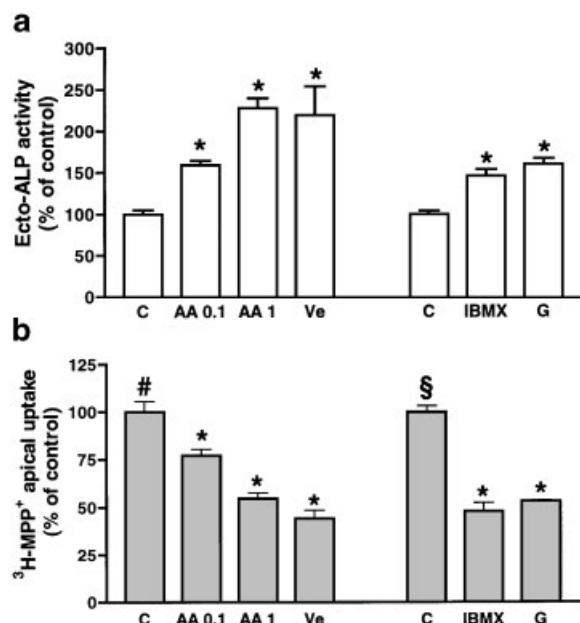 a
Ecto-ALP activity
(% of control)
300
250
200
150
100
50
0
* * * * *
C AA 0.1 AA 1 Ve C IBMX G
b
³H-MPP⁺ apical uptake
(% of control)
125
100
75
50
25
0
# * * * § * *
C AA 0.1 AA 1 Ve C IBMX G